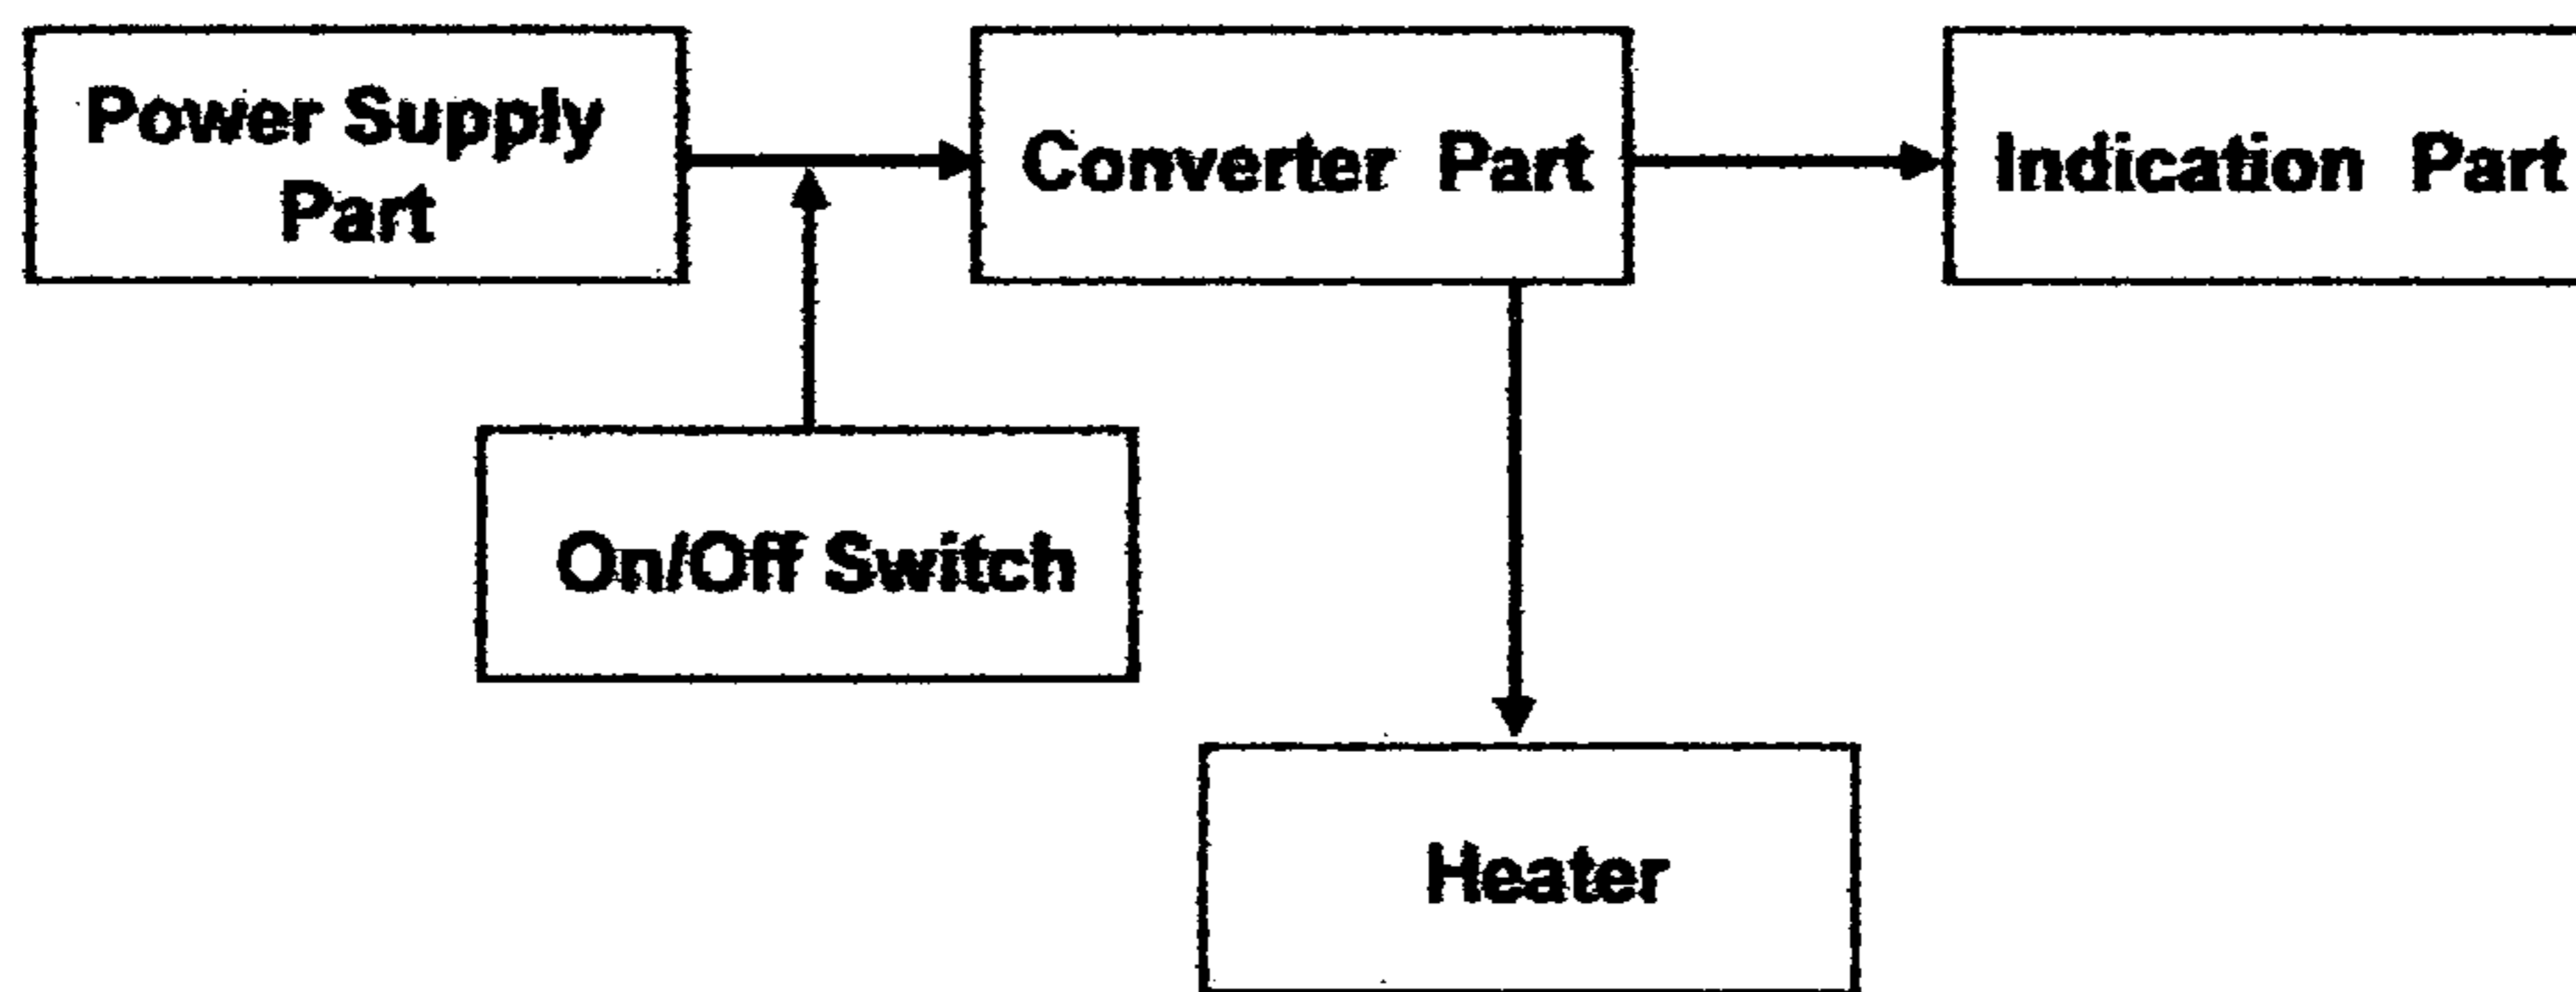 Power Supply
Part
Converter Part
Indication Part
On/Off Switch
Heater